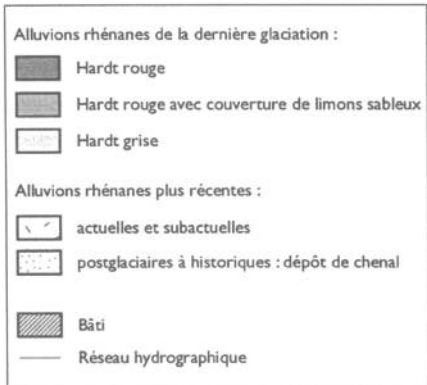 Alluvions rhénanes de la dernière glaciation :
Hardt rouge
Hardt rouge avec couverture de limons sableux
Hardt grise
Alluvions rhénanes plus récentes :
actuelles et subactuelles
postglaciaires à historiques : dépôt de chenal
Bâti
Réseau hydrographique